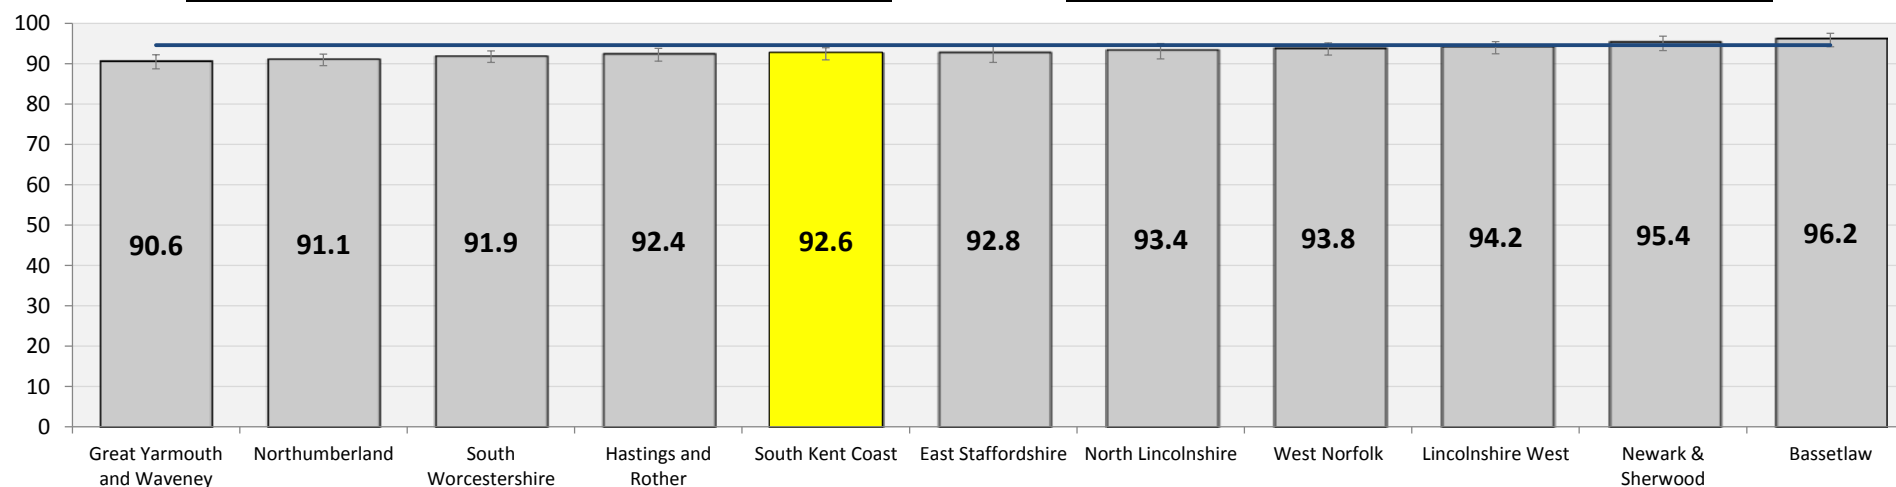 100
90
80
70
60
50
40
30
20
10
0
90.6
91.1
91.9
92.4
92.6
92.8
93.4
93.8
94.2
95.4
96.2
Great Yarmouth
and Waveney
Northumberland
South
Worcestershire
Hastings and
Rother
South Kent Coast
East Staffordshire
North Lincolnshire
West Norfolk
Lincolnshire West
Newark &
Sherwood
Bassetlaw